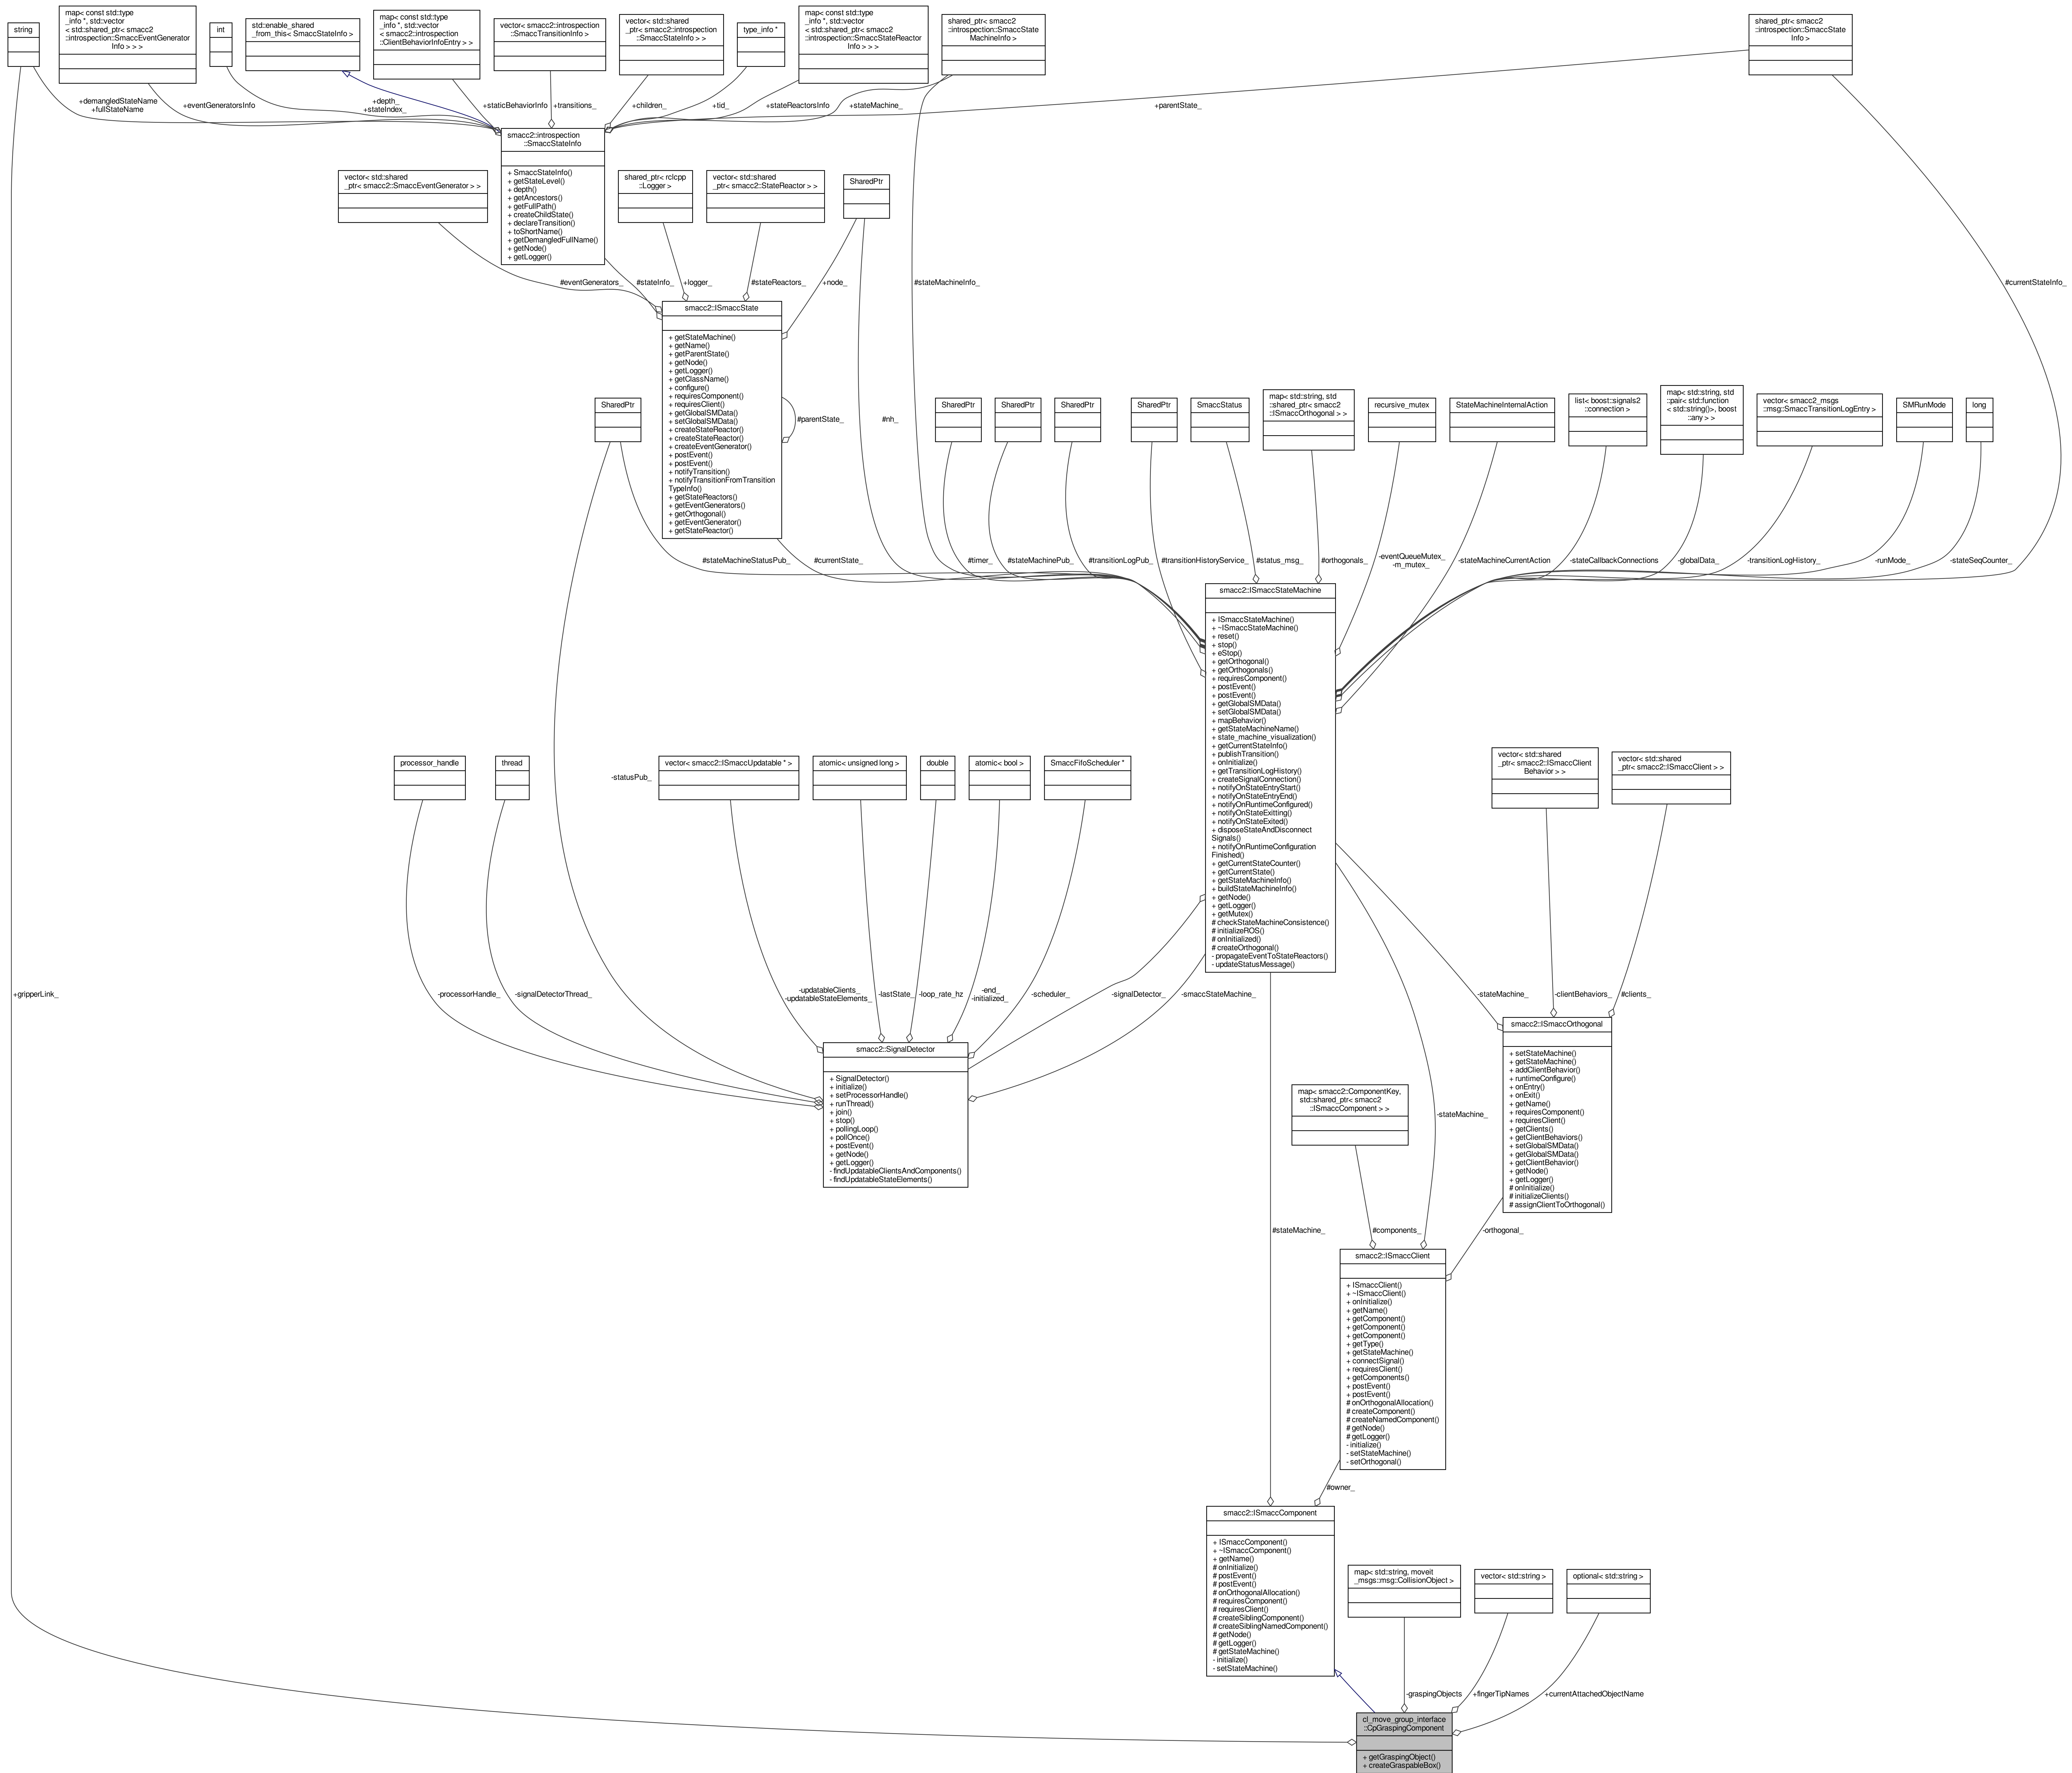 string
map< const std::type
_info *, std::vector
< std::shared_ptr< smacc2
::introspection::SmaccEventGenerator
Info > > >
int
std::enable_shared
_from_this< SmaccStateInfo >
map< const std::type
_info *, std::vector
< smacc2::introspection
::ClientBehaviorInfoEntry > >
vector< smacc2::introspection
::SmaccTransitionInfo >
vector< std::shared
_ptr< smacc2::introspection
::SmaccStateInfo > >
type_info *
map< const std::type
_info *, std::vector
< std::shared_ptr< smacc2
::introspection::SmaccStateReactor
Info > > >
shared_ptr< smacc2
::introspection::SmaccState
MachineInfo >
shared_ptr< smacc2
::introspection::SmaccState
Info >
+demangledStateName
+fullStateName
+eventGeneratorsInfo
+depth_
+stateIndex_
+staticBehaviorInfo
+transitions_
+children_
+tid_
+stateReactorsInfo
+stateMachine_
+parentState_
smacc2::introspection
::SmaccStateInfo
+ SmaccStateInfo()
+ getStateLevel()
+ depth()
+ getAncestors()
+ getFullPath()
+ createChildState()
+ declareTransition()
+ toShortName()
+ getDemangledFullName()
+ getNode()
+ getLogger()
vector< std::shared
_ptr< smacc2::SmaccEventGenerator > >
shared_ptr< rclcpp
::Logger >
vector< std::shared
_ptr< smacc2::StateReactor > >
SharedPtr
#eventGenerators_
#stateInfo_
+logger_
#stateReactors_
+node_
#stateMachineInfo_
#currentStateInfo_
smacc2::ISmaccState
+ getStateMachine()
+ getName()
+ getParentState()
+ getNode()
+ getLogger()
+ getClassName()
+ configure()
+ requiresComponent()
+ requiresClient()
+ getGlobalSMData()
+ setGlobalSMData()
+ createStateReactor()
+ createStateReactor()
+ createEventGenerator()
+ postEvent()
+ postEvent()
+ notifyTransition()
+ notifyTransitionFromTransition
TypeInfo()
+ getStateReactors()
+ getEventGenerators()
+ getOrthogonal()
+ getEventGenerator()
+ getStateReactor()
#parentState_
#nh_
SharedPtr
SharedPtr
SharedPtr
SharedPtr
SharedPtr
SmaccStatus
map< std::string, std
::shared_ptr< smacc2
::ISmaccOrthogonal > >
recursive_mutex
StateMachineInternalAction
list< boost::signals2
::connection >
map< std::string, std
::pair< std::function
< std::string()>, boost
::any > >
vector< smacc2_msgs
::msg::SmaccTransitionLogEntry >
SMRunMode
long
#stateMachineStatusPub_
#currentState_
#timer_
#stateMachinePub_
#transitionLogPub_
#transitionHistoryService_
#status_msg_
#orthogonals_
-eventQueueMutex_
-m_mutex_
-stateMachineCurrentAction
-stateCallbackConnections
-globalData_
-transitionLogHistory_
-runMode_
-stateSeqCounter_
smacc2::ISmaccStateMachine
+ ISmaccStateMachine()
+ ~ISmaccStateMachine()
+ reset()
+ stop()
+ eStop()
+ getOrthogonal()
+ getOrthogonals()
+ requiresComponent()
+ postEvent()
+ postEvent()
+ getGlobalSMData()
+ setGlobalSMData()
+ mapBehavior()
+ getStateMachineName()
+ state_machine_visualization()
+ getCurrentStateInfo()
+ publishTransition()
+ onInitialize()
+ getTransitionLogHistory()
+ createSignalConnection()
+ notifyOnStateEntryStart()
+ notifyOnStateEntryEnd()
+ notifyOnRuntimeConfigured()
+ notifyOnStateExitting()
+ notifyOnStateExited()
+ disposeStateAndDisconnect
Signals()
+ notifyOnRuntimeConfiguration
Finished()
+ getCurrentStateCounter()
+ getCurrentState()
+ getStateMachineInfo()
+ buildStateMachineInfo()
+ getNode()
+ getLogger()
+ getMutex()
# checkStateMachineConsistence()
# initializeROS()
# onInitialized()
# createOrthogonal()
- propagateEventToStateReactors()
- updateStatusMessage()
processor_handle
thread
-statusPub_
vector< smacc2::ISmaccUpdatable * >
atomic< unsigned long >
double
atomic< bool >
SmaccFifoScheduler *
vector< std::shared
_ptr< smacc2::ISmaccClient
Behavior > >
vector< std::shared
_ptr< smacc2::ISmaccClient > >
+gripperLink_
-processorHandle_
-signalDetectorThread_
-updatableClients_
-updatableStateElements_
-lastState_
-loop_rate_hz
-end_
-initialized_
-scheduler_
-signalDetector_
-smaccStateMachine_
-stateMachine_
-clientBehaviors_
#clients_
smacc2::SignalDetector
+ SignalDetector()
+ initialize()
+ setProcessorHandle()
+ runThread()
+ join()
+ stop()
+ pollingLoop()
+ pollOnce()
+ postEvent()
+ getNode()
+ getLogger()
- findUpdatableClientsAndComponents()
- findUpdatableStateElements()
smacc2::ISmaccOrthogonal
+ setStateMachine()
+ getStateMachine()
+ addClientBehavior()
+ runtimeConfigure()
+ onEntry()
+ onExit()
+ getName()
+ requiresComponent()
+ requiresClient()
+ getClients()
+ getClientBehaviors()
+ setGlobalSMData()
+ getGlobalSMData()
+ getClientBehavior()
+ getNode()
+ getLogger()
# onInitialize()
# initializeClients()
# assignClientToOrthogonal()
map< smacc2::ComponentKey,
std::shared_ptr< smacc2
::ISmaccComponent > >
-stateMachine_
#stateMachine_
#components_
-orthogonal_
smacc2::ISmaccClient
+ ISmaccClient()
+ ~ISmaccClient()
+ onInitialize()
+ getName()
+ getComponent()
+ getComponent()
+ getComponent()
+ getType()
+ getStateMachine()
+ connectSignal()
+ requiresClient()
+ getComponents()
+ postEvent()
+ postEvent()
# onOrthogonalAllocation()
# createComponent()
# createNamedComponent()
# getNode()
# getLogger()
- initialize()
- setStateMachine()
- setOrthogonal()
#owner_
smacc2::ISmaccComponent
+ ISmaccComponent()
+ ~ISmaccComponent()
+ getName()
# onInitialize()
# postEvent()
# postEvent()
# onOrthogonalAllocation()
# requiresComponent()
# requiresClient()
# createSiblingComponent()
# createSiblingNamedComponent()
# getNode()
# getLogger()
# getStateMachine()
- initialize()
- setStateMachine()
map< std::string, moveit
_msgs::msg::CollisionObject >
vector< std::string >
optional< std::string >
-graspingObjects
+fingerTipNames
+currentAttachedObjectName
cl_move_group_interface
::CpGraspingComponent
+ getGraspingObject()
+ createGraspableBox()